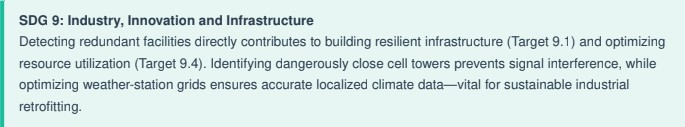 SDG 9: Industry, Innovation and Infrastructure
Detecting redundant facilities directly contributes to building resilient infrastructure (Target 9.1) and optimizing
resource utilization (Target 9.4). Identifying dangerously close cell towers prevents signal interference, while
optimizing weather-station grids ensures accurate localized climate data—vital for sustainable industrial
retrofitting.